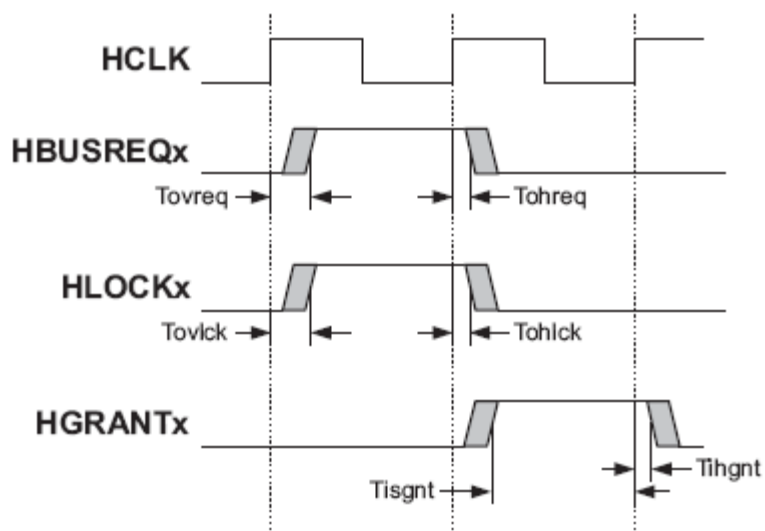 HCLK
HBUSREQx
Tovreq
Tohreq
HLOCKx
Tovlck
Tohlck
HGRANTx
Tisgnt
Tihgnt